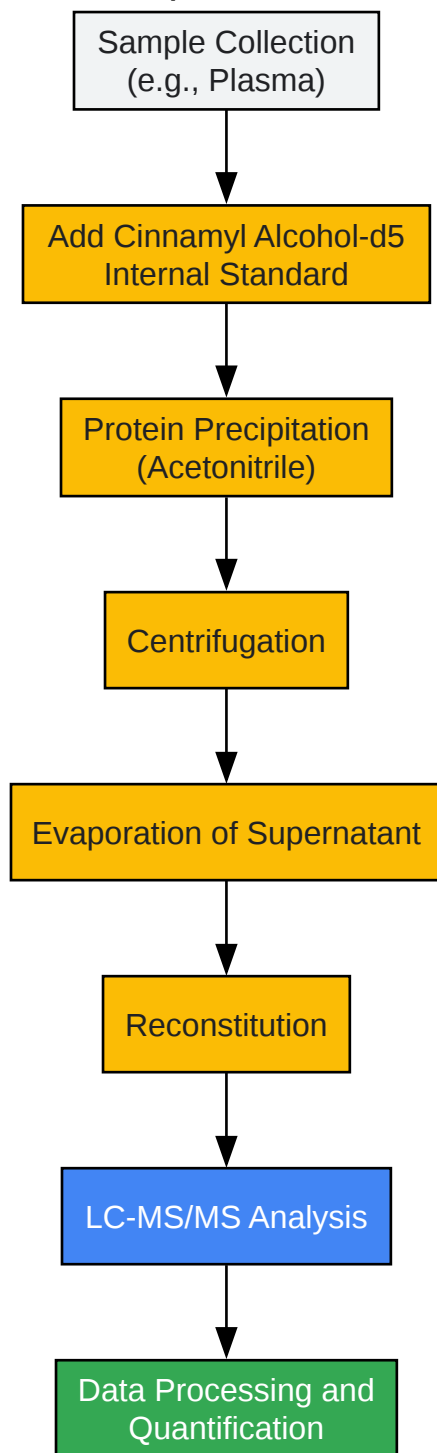 Sample Collection
(e.g., Plasma)
Add Cinnamyl Alcohol-d5
Internal Standard
Protein Precipitation
(Acetonitrile)
Centrifugation
Evaporation of Supernatant
Reconstitution
LC-MS/MS Analysis
Data Processing and
Quantification